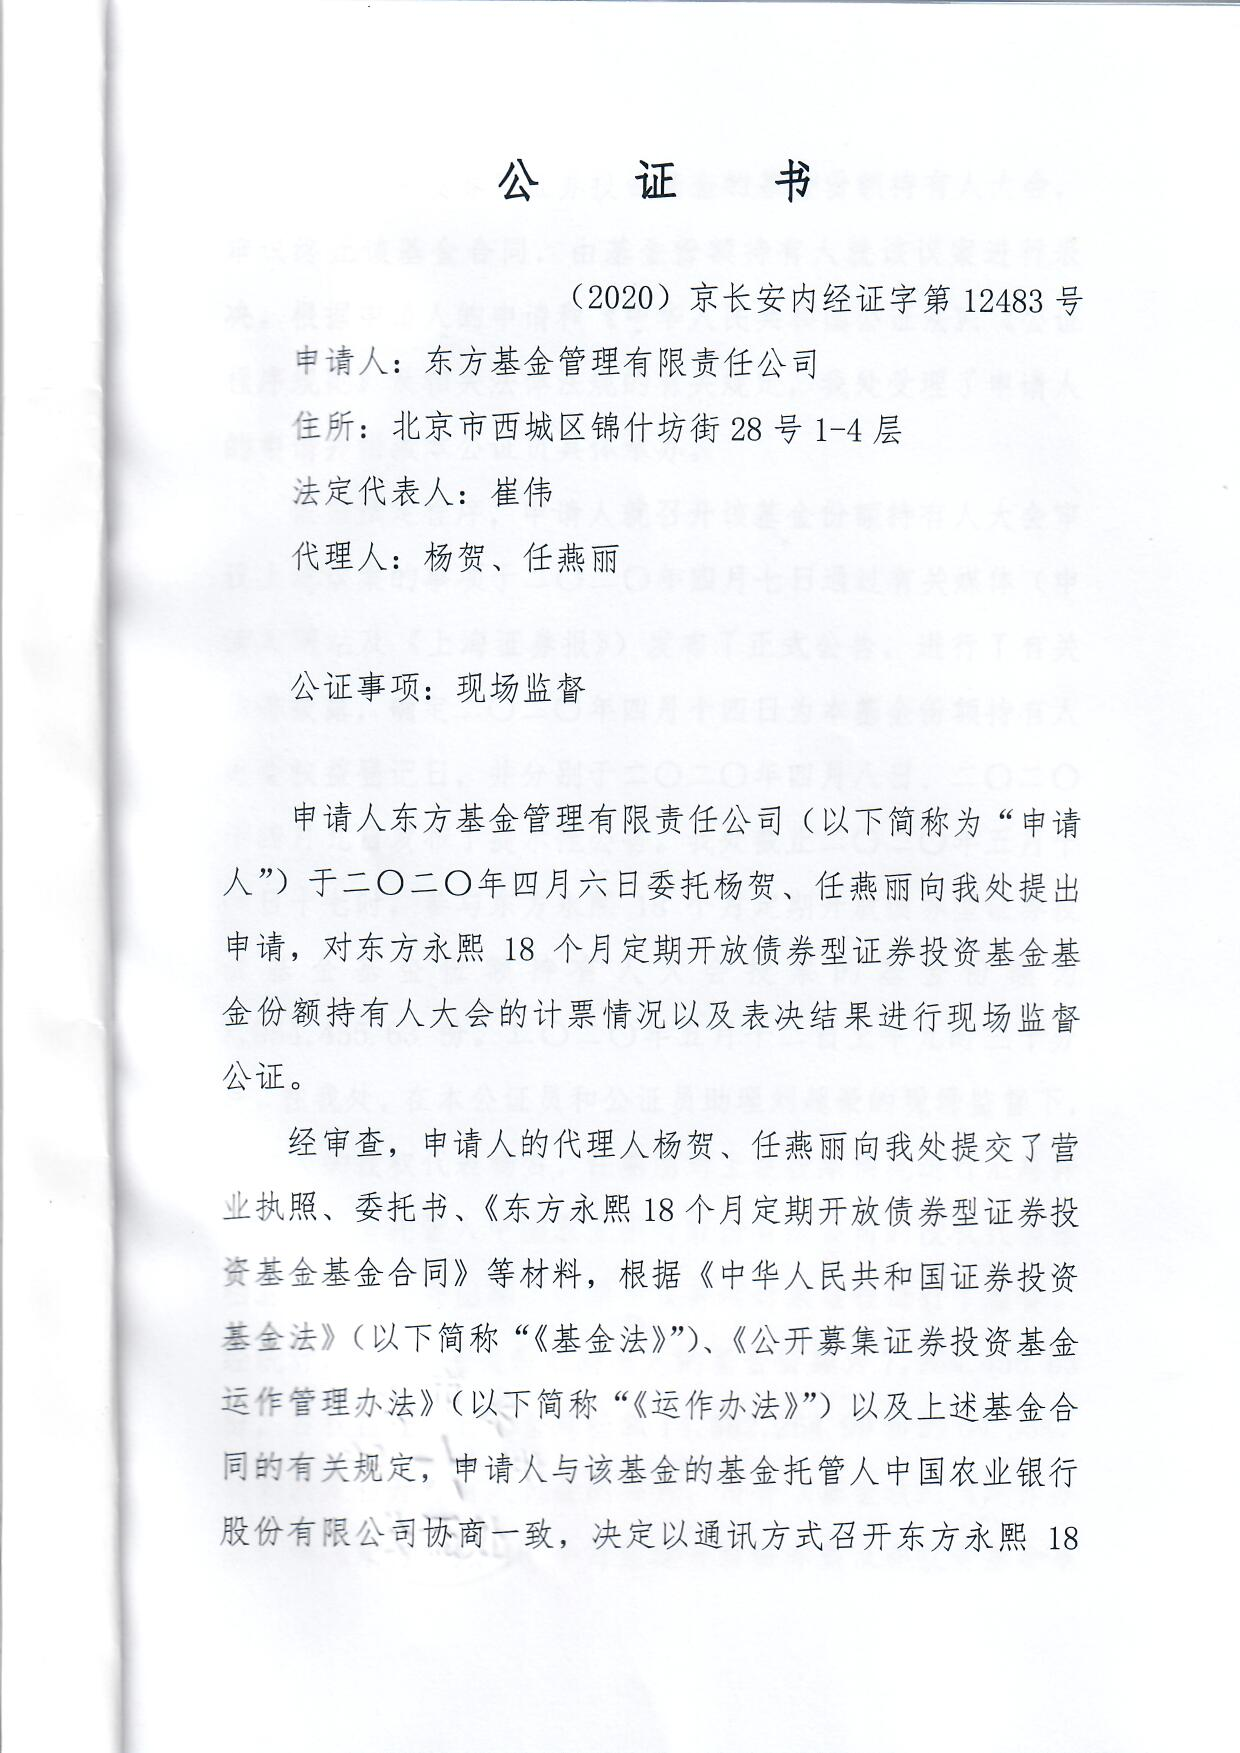 公 证 书
（2020）京长安内经证字第 12483 号
申请人：东方基金管理有限责任公司
住所：北京市西城区锦什坊街 28 号 1-4 层
法定代表人：崔伟
代理人：杨贺、任燕丽
公证事项：现场监督
申请人东方基金管理有限责任公司（以下简称为“申请
人”）于二〇二〇年四月六日委托杨贺、任燕丽向我处提出
申请，对东方永熙 18 个月定期开放债券型证券投资基金基
金份额持有人大会的计票情况以及表决结果进行现场监督
公证。
经审查，申请人的代理人杨贺、任燕丽向我处提交了营
业执照、委托书、《东方永熙 18 个月定期开放债券型证券投
资基金基金合同》等材料，根据《中华人民共和国证券投资
基金法》（以下简称“《基金法》”）、《公开募集证券投资基金
运作管理办法》（以下简称“《运作办法》”）以及上述基金合
同的有关规定，申请人与该基金的基金托管人中国农业银行
股份有限公司协商一致，决定以通讯方式召开东方永熙 18